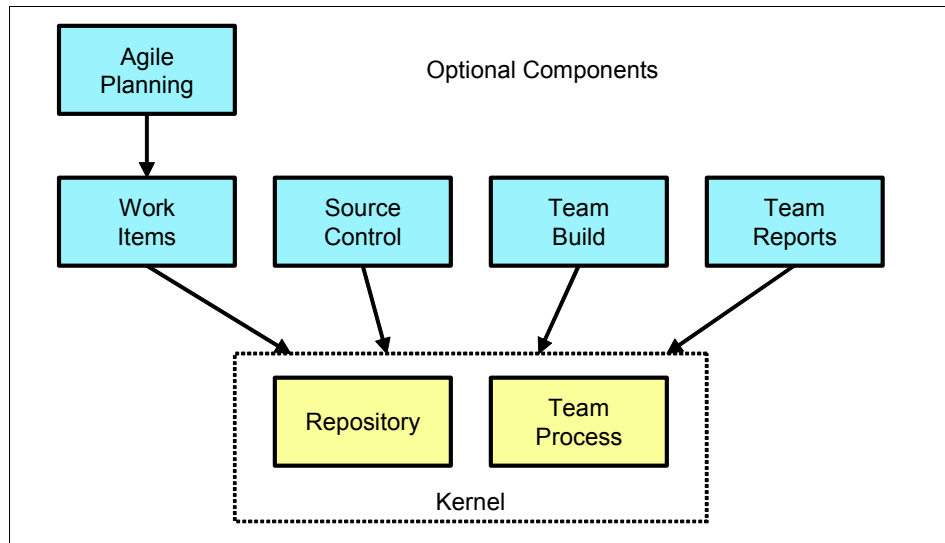 Agile
Planning
Optional Components
Work
Items
Source
Control
Team
Build
Team
Reports
Repository
Team
Process
Kernel